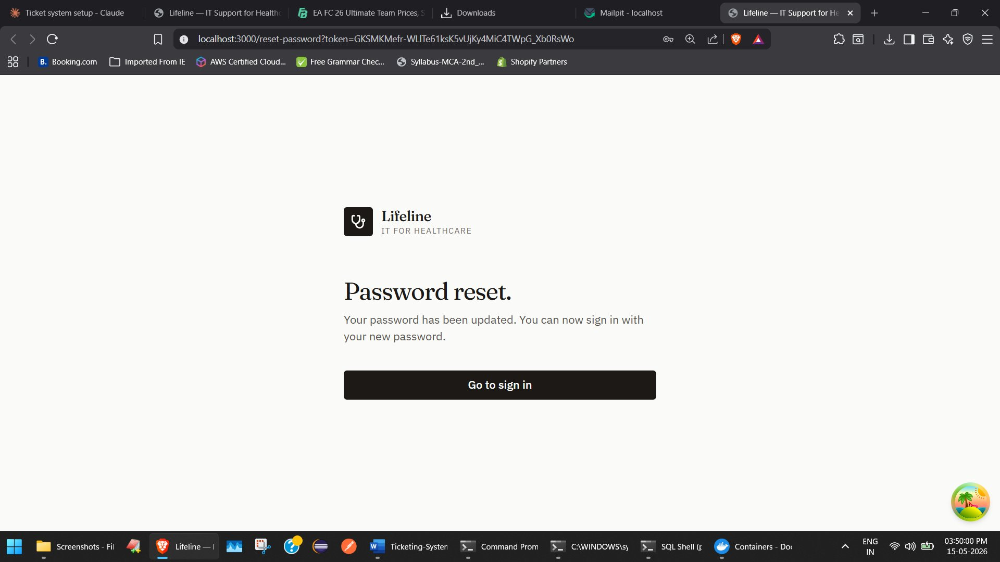 Ticket system setup - Claude
Lifeline — IT Support for Healthc
EA FC 26 Ultimate Team Prices, S
Downloads
Mailpit - localhost
Lifeline — IT Support for He
localhost:3000/reset-password?token=GKSMKMefr-WLlTe61ksK5vUjKy4MiC4TWpG_Xb0RsWo
B. Booking.com
Imported From IE
AWS Certified Cloud...
Free Grammar Chec...
Syllabus-MCA-2nd_...
Shopify Partners
Lifeline
IT FOR HEALTHCARE
Password reset.
Your password has been updated. You can now sign in with
your new password.
Go to sign in
Screenshots - Fil
Lifeline — I
Ticketing-System
Command Prom
C:\WINDOWS\sy
SQL Shell (p
Containers - Doc
ENG
IN
03:50:00 PM
15-05-2026